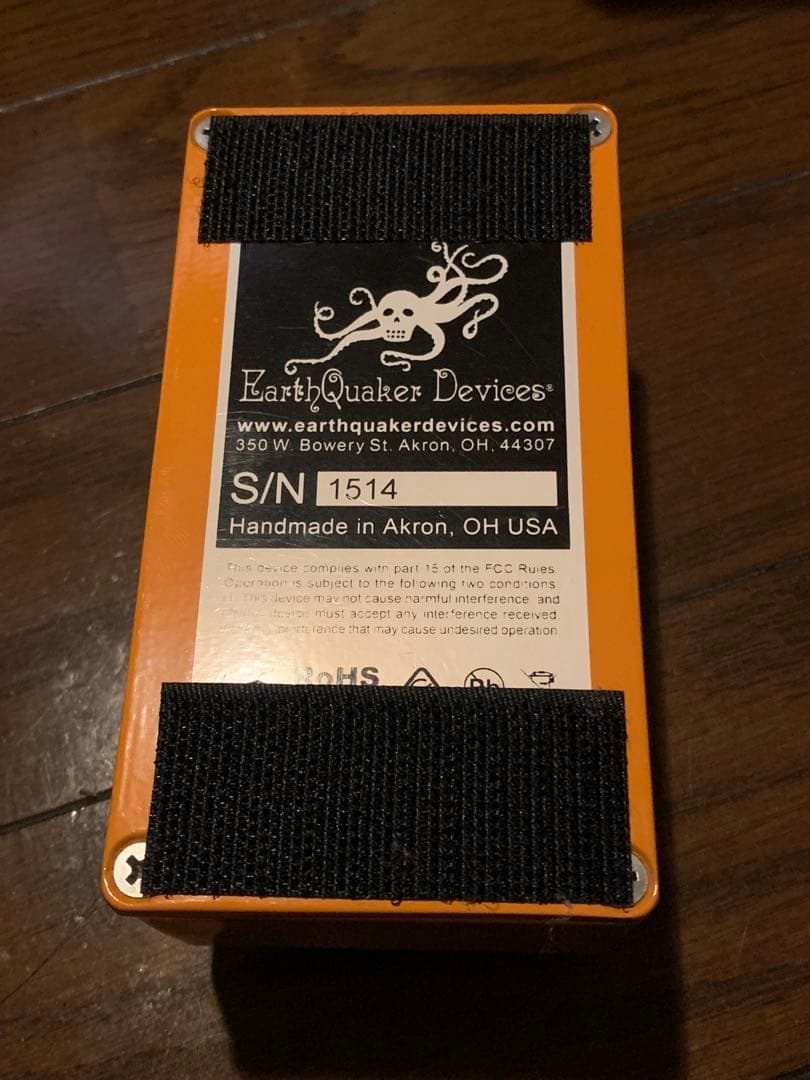 EarthQuaker Devices®
www.earthquakerdevices.com
350 W. Bowery St. Akron, OH, 44307
S/N 1514
Handmade in Akron, OH USA
This device complies with part 15 of the FCC Rules
Operation is subject to the following two conditions.
This device may not cause harmful interference, and
device must accept any interference received
interference that may cause undesired operation
RoHS
Pb